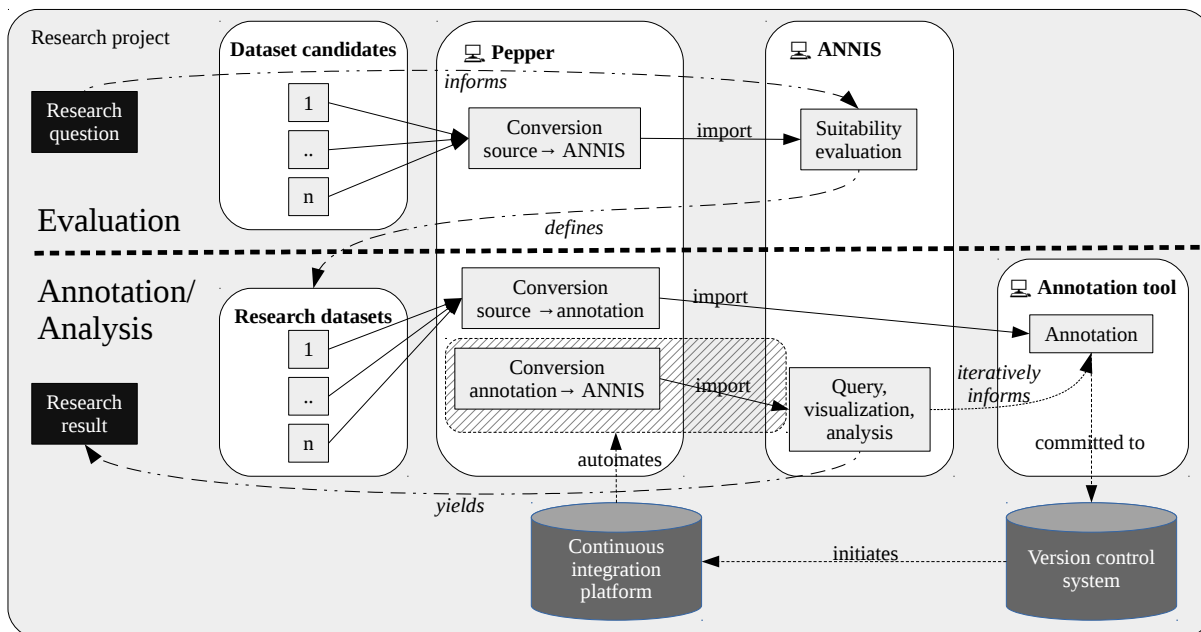 Research project
Dataset candidates
Pepper
ANNIS
informs
Research
question
1
..
n
Conversion
source→ ANNIS
import
Suitability
evaluation
Evaluation
defines
Annotation/
Analysis
Research datasets
1
..
n
Conversion
source →annotation
import
Annotation tool
Annotation
Conversion
annotation→ ANNIS
import
Query,
visualization,
analysis
iteratively
informs
Research
result
automates
committed to
yields
Continuous
integration
platform
initiates
Version control
system